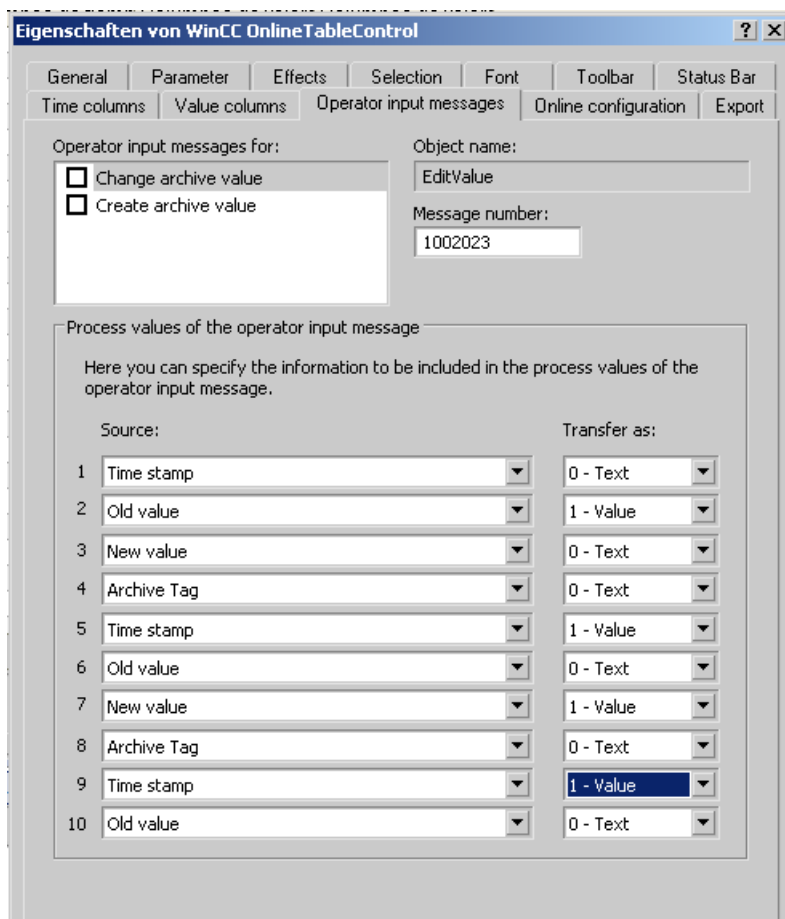 Eigenschaften von WinCC OnlineTableControl
General Parameter Effects Selection Font Toolbar Status Bar
Time columns Value columns Operator input messages Online configuration Export
Operator input messages for: Object name:
Change archive value EditValue
Create archive value Message number:
1002023
Process values of the operator input message
Here you can specify the information to be included in the process values of the
operator input message.
Source: Transfer as:
1 Time stamp 0 - Text
2 Old value 1 - Value
3 New value 0 - Text
4 Archive Tag 0 - Text
5 Time stamp 1 - Value
6 Old value 0 - Text
7 New value 1 - Value
8 Archive Tag 0 - Text
9 Time stamp 1 - Value
10 Old value 0 - Text